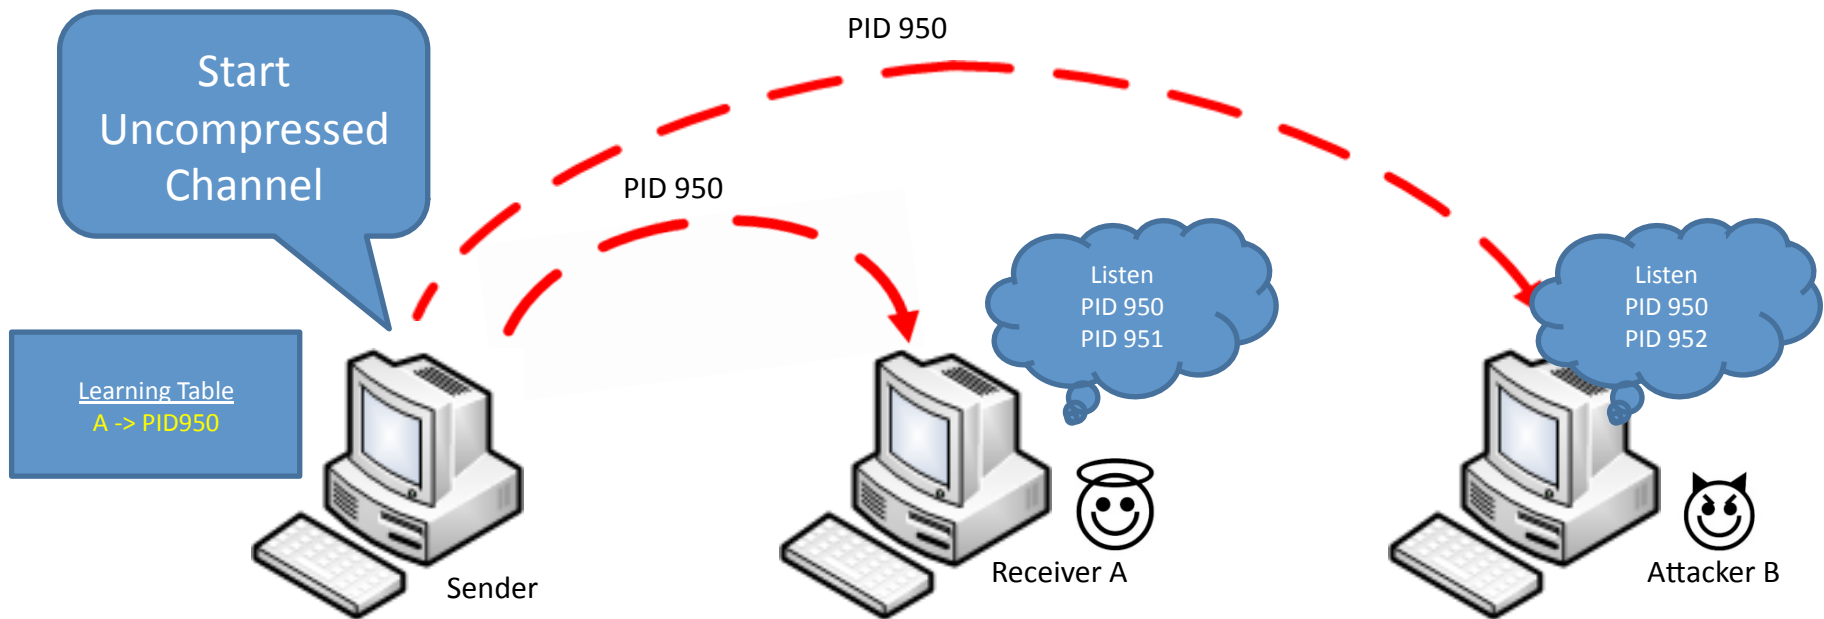 PID 950
Start
Uncompressed
Channel
PID 950
Listen
PID 950
PID 951
Listen
PID 950
PID 952
Learning Table
A -> PID950
Sender
Receiver A
Attacker B